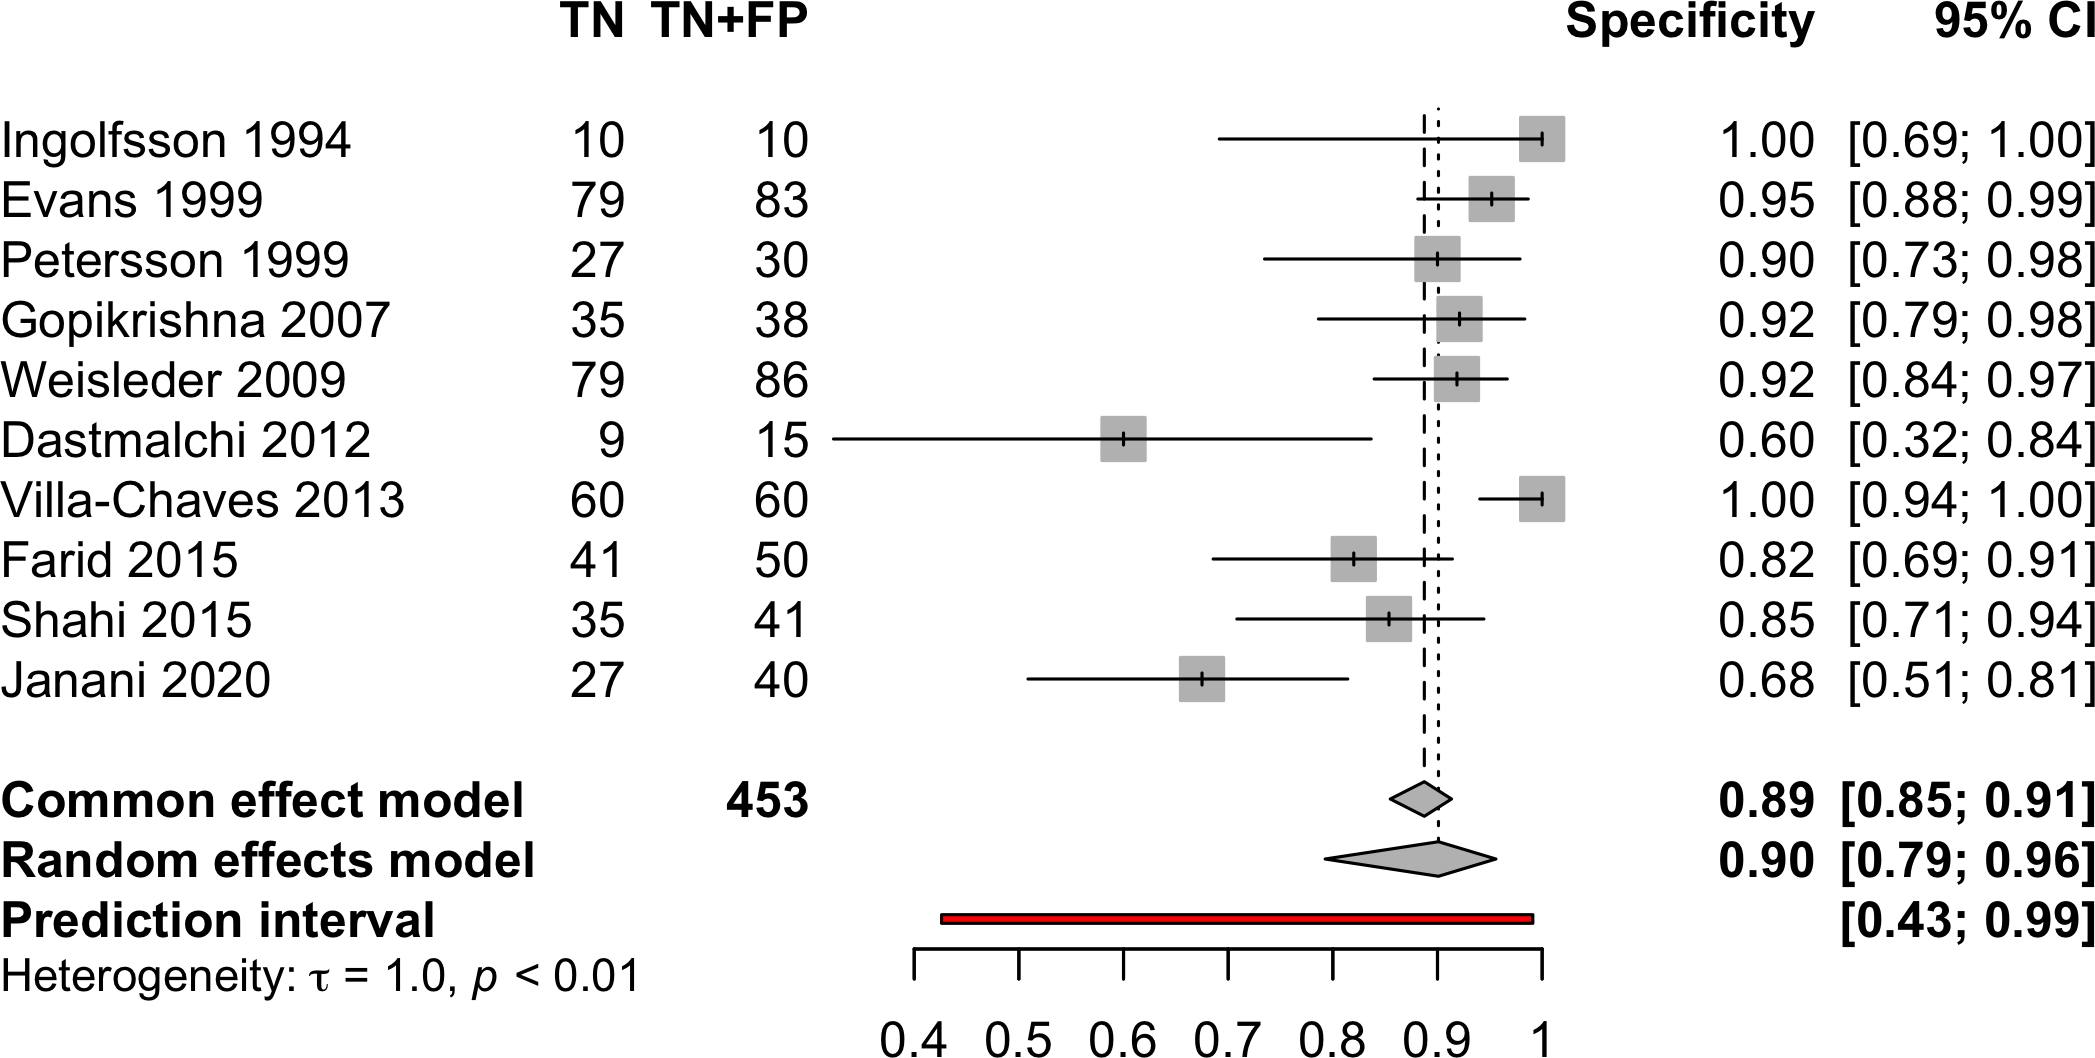 TN TN+FP Specificity 95% CI
Ingolfsson 1994 10 10 1.00 [0.69; 1.00]
Evans 1999 79 83 0.95 [0.88; 0.99]
Petersson 1999 27 30 0.90 [0.73; 0.98]
Gopikrishna 2007 35 38 0.92 [0.79; 0.98]
Weisleder 2009 79 86 0.92 [0.84; 0.97]
Dastmalchi 2012 9 15 0.60 [0.32; 0.84]
Villa-Chaves 2013 60 60 1.00 [0.94; 1.00]
Farid 2015 41 50 0.82 [0.69; 0.91]
Shahi 2015 35 41 0.85 [0.71; 0.94]
Janani 2020 27 40 0.68 [0.51; 0.81]
Common effect model 453 0.89 [0.85; 0.91]
Random effects model 0.90 [0.79; 0.96]
Prediction interval [0.43; 0.99]
Heterogeneity: τ = 1.0, p < 0.01
0.4 0.5 0.6 0.7 0.8 0.9 1